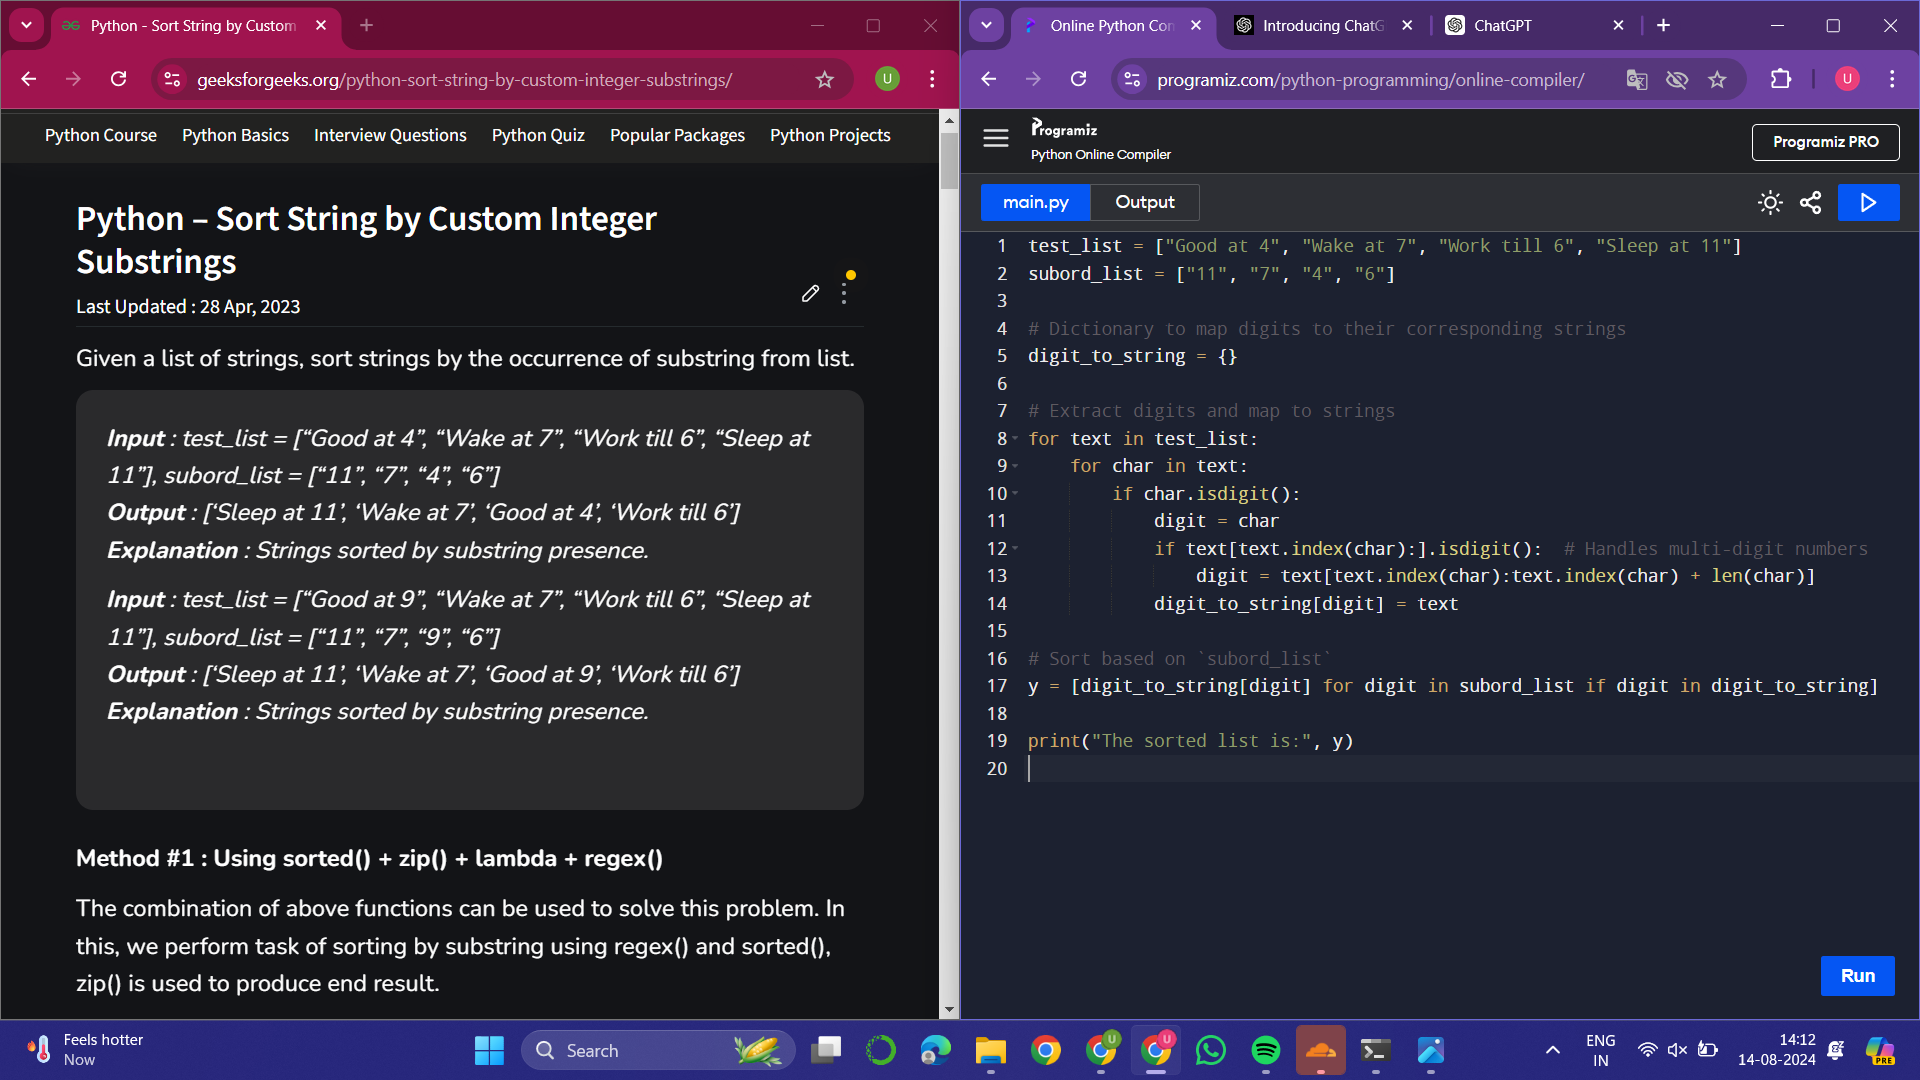 Python - Sort String by Custom
geeksforgeeks.org/python-sort-string-by-custom-integer-substrings/
U
Python Course Python Basics Interview Questions Python Quiz Popular Packages Python Projects
Python – Sort String by Custom Integer
Substrings
Last Updated : 28 Apr, 2023
Given a list of strings, sort strings by the occurrence of substring from list.
Input : test_list = [“Good at 4”, “Wake at 7”, “Work till 6”, “Sleep at
11”], subord_list = [“11”, “7”, “4”, “6”]
Output : [‘Sleep at 11’, ‘Wake at 7’, ‘Good at 4’, ‘Work till 6’]
Explanation : Strings sorted by substring presence.
Input : test_list = [“Good at 9”, “Wake at 7”, “Work till 6”, “Sleep at
11”], subord_list = [“11”, “7”, “9”, “6”]
Output : [‘Sleep at 11’, ‘Wake at 7’, ‘Good at 9’, ‘Work till 6’]
Explanation : Strings sorted by substring presence.
Method #1 : Using sorted() + zip() + lambda + regex()
The combination of above functions can be used to solve this problem. In
this, we perform task of sorting by substring using regex() and sorted(),
zip() is used to produce end result.
Online Python Con Introducing ChatG ChatGPT
programiz.com/python-programming/online-compiler/
U
Programiz
Python Online Compiler
Programiz PRO
main.py Output
1 test_list = ["Good at 4", "Wake at 7", "Work till 6", "Sleep at 11"]
2 subord_list = ["11", "7", "4", "6"]
3
4 # Dictionary to map digits to their corresponding strings
5 digit_to_string = {}
6
7 # Extract digits and map to strings
8 for text in test_list:
9     for char in text:
10         if char.isdigit():
11             digit = char
12             if text[text.index(char):].isdigit():  # Handles multi-digit numbers
13                 digit = text[text.index(char):text.index(char) + len(char)]
14             digit_to_string[digit] = text
15
16 # Sort based on `subord_list`
17 y = [digit_to_string[digit] for digit in subord_list if digit in digit_to_string]
18
19 print("The sorted list is:", y)
20
Run
Feels hotter
Now
Search
U
U
ENG
IN
14:12
14-08-2024
PRE